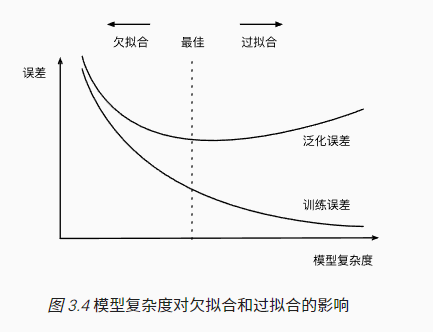 欠拟合 最佳 过拟合
误差
泛化误差
训练误差
模型复杂度
图 3.4 模型复杂度对欠拟合和过拟合的影响